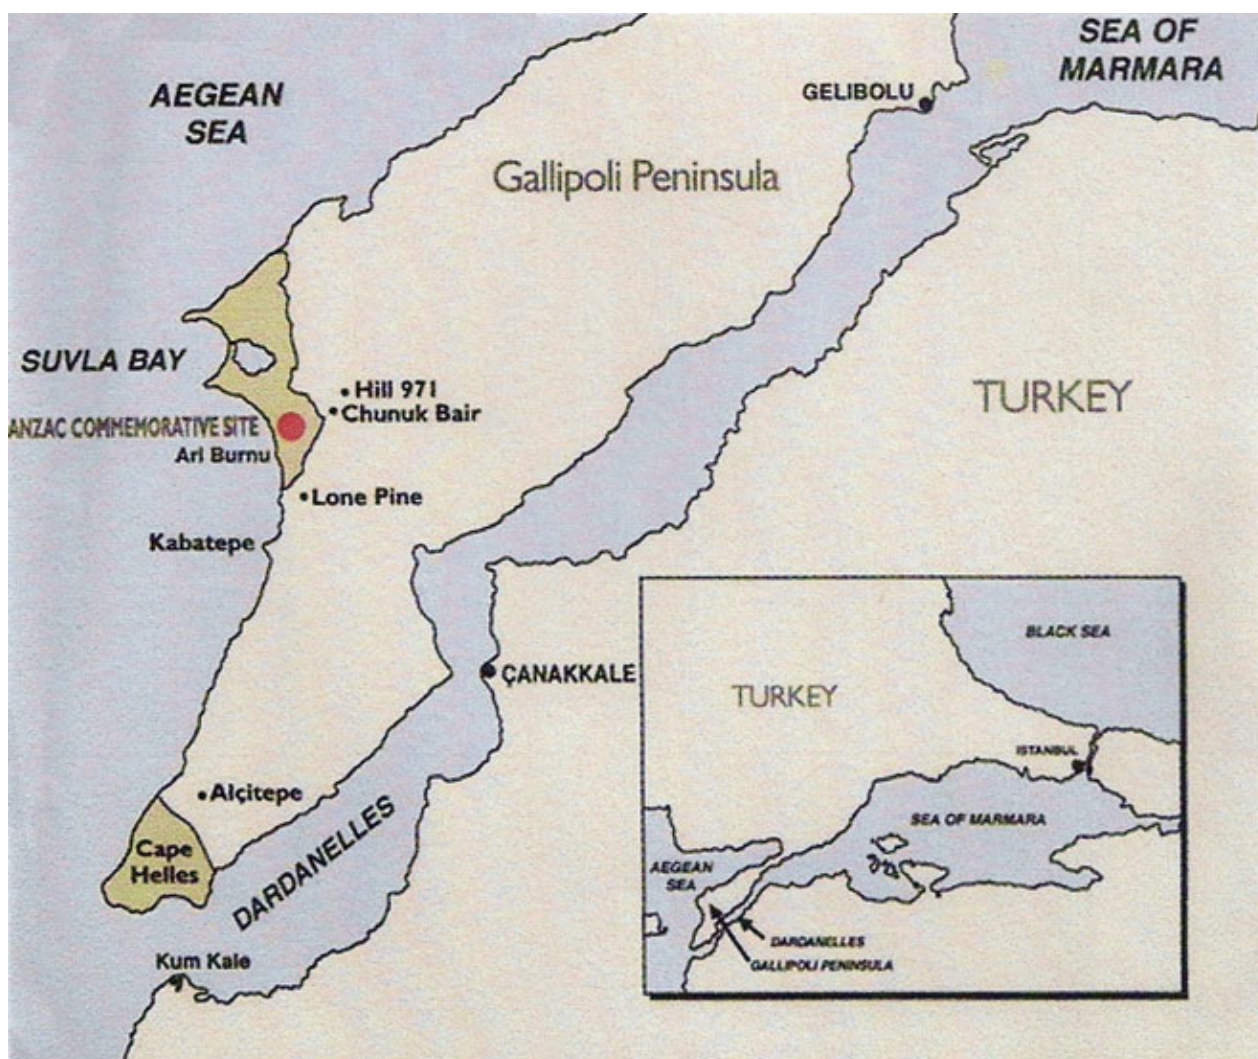 SEA OF
MARMARA
AEGEAN
SEA
GELIBOLU
Gallipoli Peninsula
SUVLA BAY
Hill 971
Chunuk Bair
TURKEY
ANZAC COMMEMORATIVE SITE
Ari Burnu
Lone Pine
Kabatepe
ÇANAKKALE
Alçitepe
Cape
Helles
DARDANELLES
Kum Kale
BLACK SEA
TURKEY
ISTANBUL
SEA OF MARMARA
AEGEAN
SEA
DARDANELLES
GALLIPOLI PENINSULA